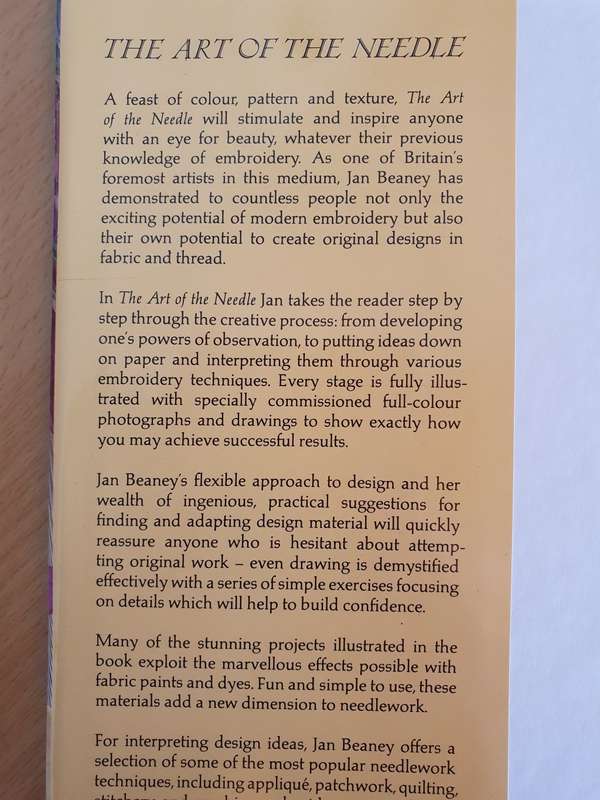 THE ART OF THE NEEDLE
A feast of colour, pattern and texture, The Art
of the Needle will stimulate and inspire anyone
with an eye for beauty, whatever their previous
knowledge of embroidery. As one of Britain's
foremost artists in this medium, Jan Beaney has
demonstrated to countless people not only the
exciting potential of modern embroidery but also
their own potential to create original designs in
fabric and thread.
In The Art of the Needle Jan takes the reader step by
step through the creative process: from developing
one's powers of observation, to putting ideas down
on paper and interpreting them through various
embroidery techniques. Every stage is fully illus-
trated with specially commissioned full-colour
photographs and drawings to show exactly how
you may achieve successful results.
Jan Beaney's flexible approach to design and her
wealth of ingenious, practical suggestions for
finding and adapting design material will quickly
reassure anyone who is hesitant about attemp-
ting original work – even drawing is demystified
effectively with a series of simple exercises focusing
on details which will help to build confidence.
Many of the stunning projects illustrated in the
book exploit the marvellous effects possible with
fabric paints and dyes. Fun and simple to use, these
materials add a new dimension to needlework.
For interpreting design ideas, Jan Beaney offers a
selection of some of the most popular needlework
techniques, including appliqué, patchwork, quilting,